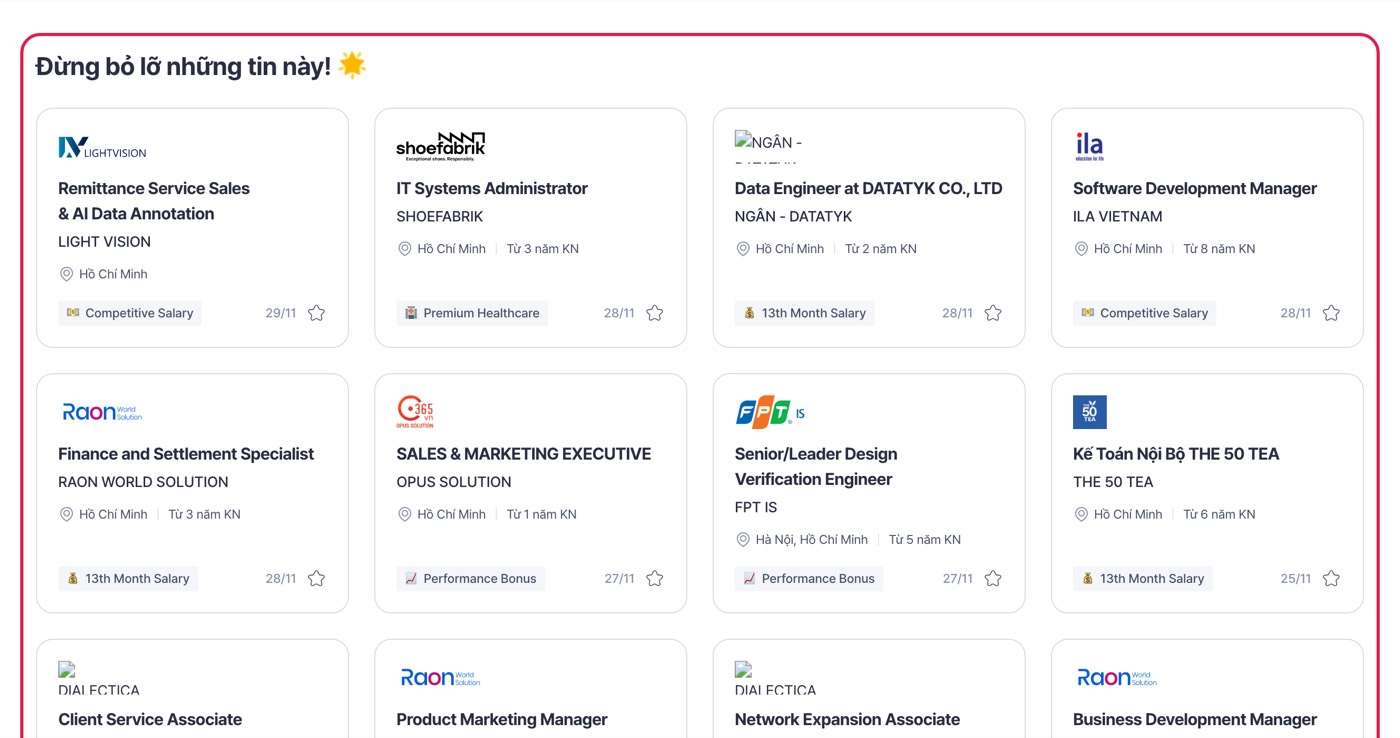 Đừng bỏ lỡ những tin này! 🌟
LIGHTVISION
Remittance Service Sales
& AI Data Annotation
LIGHT VISION
Hồ Chí Minh
Competitive Salary
29/11
shoefabrik
Exceptional shoes. Responsibly.
IT Systems Administrator
SHOEFABRIK
Hồ Chí Minh | Từ 3 năm KN
Premium Healthcare
28/11
NGÂN -
Data Engineer at DATATYK CO., LTD
NGÂN - DATATYK
Hồ Chí Minh | Từ 2 năm KN
13th Month Salary
28/11
ila
education for life
Software Development Manager
ILA VIETNAM
Hồ Chí Minh | Từ 8 năm KN
Competitive Salary
28/11
Raon World
Solution
Finance and Settlement Specialist
RAON WORLD SOLUTION
Hồ Chí Minh | Từ 3 năm KN
13th Month Salary
28/11
365
vn
OPUS SOLUTION
SALES & MARKETING EXECUTIVE
OPUS SOLUTION
Hồ Chí Minh | Từ 1 năm KN
Performance Bonus
27/11
FPT IS
Senior/Leader Design
Verification Engineer
FPT IS
Hà Nội, Hồ Chí Minh | Từ 5 năm KN
Performance Bonus
27/11
50
TEA
Kế Toán Nội Bộ THE 50 TEA
THE 50 TEA
Hồ Chí Minh | Từ 6 năm KN
13th Month Salary
25/11
DIALECTICA
Client Service Associate
Raon World
Solution
Product Marketing Manager
DIALECTICA
Network Expansion Associate
Raon World
Solution
Business Development Manager